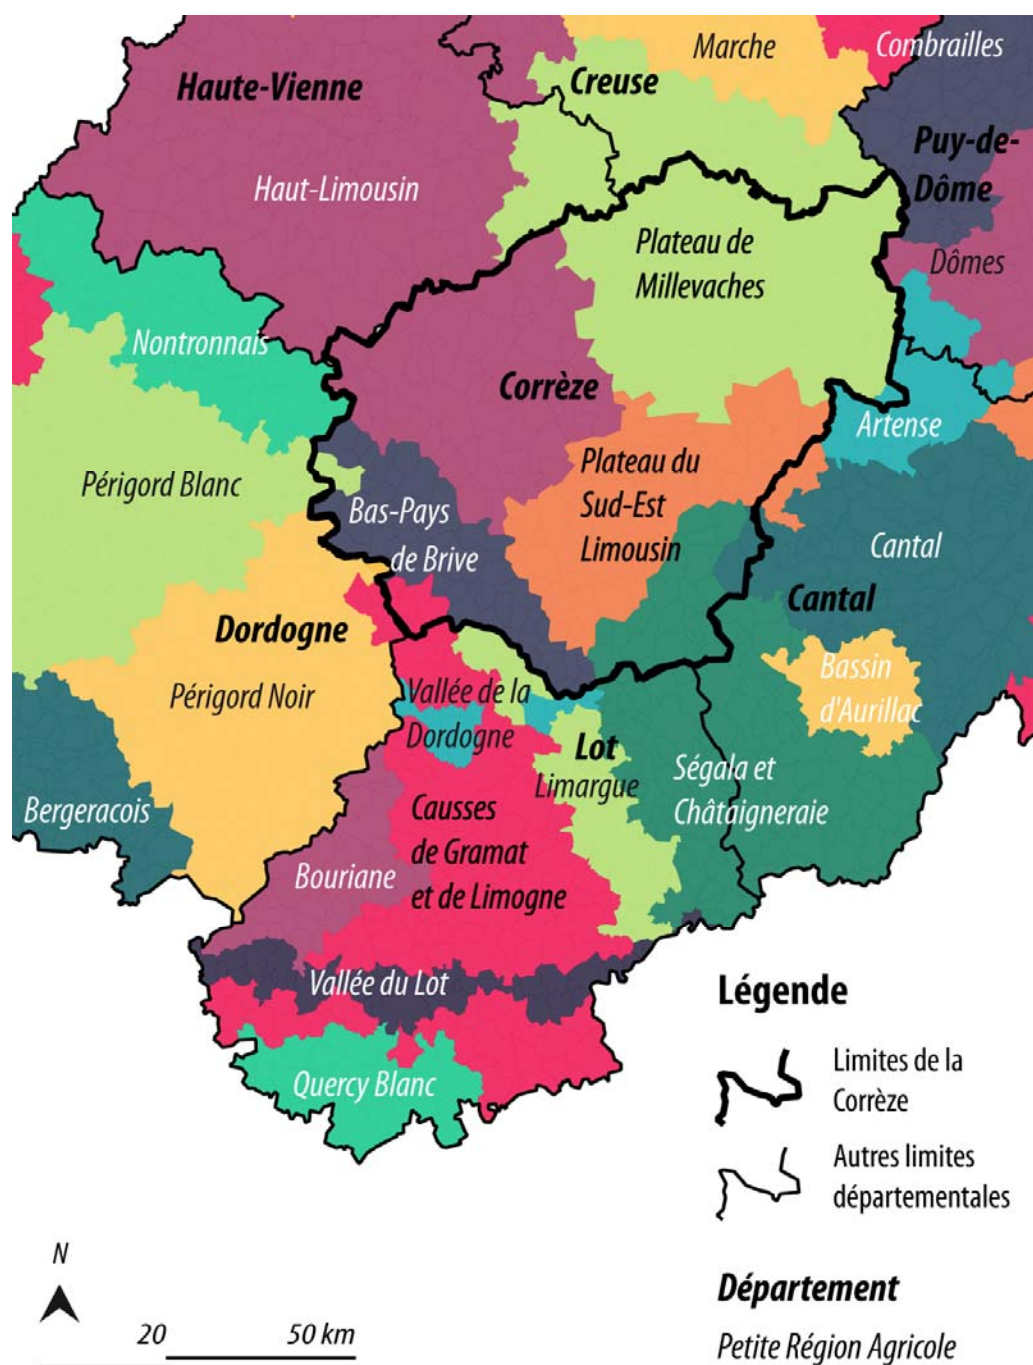 Marche
Combrailles
Haute-Vienne
Creuse
Puy-de-
Dôme
Haut-Limousin
Plateau de
Millevaches
Dômes
Nontronnais
Corrèze
Artense
Périgord Blanc
Plateau du
Sud-Est
Limousin
Bas-Pays
de Brive
Cantal
Cantal
Dordogne
Périgord Noir
Bassin
d'Aurillac
Vallée de la
Dordogne
Lot
Limargue
Ségala et
Châtaigneraie
Bergeracois
Causses
de Gramat
et de Limogne
Bouriane
Vallée du Lot
Quercy Blanc
Légende
Limites de la
Corrèze
Autres limites
départementales
Département
Petite Région Agricole
N
20 50 km